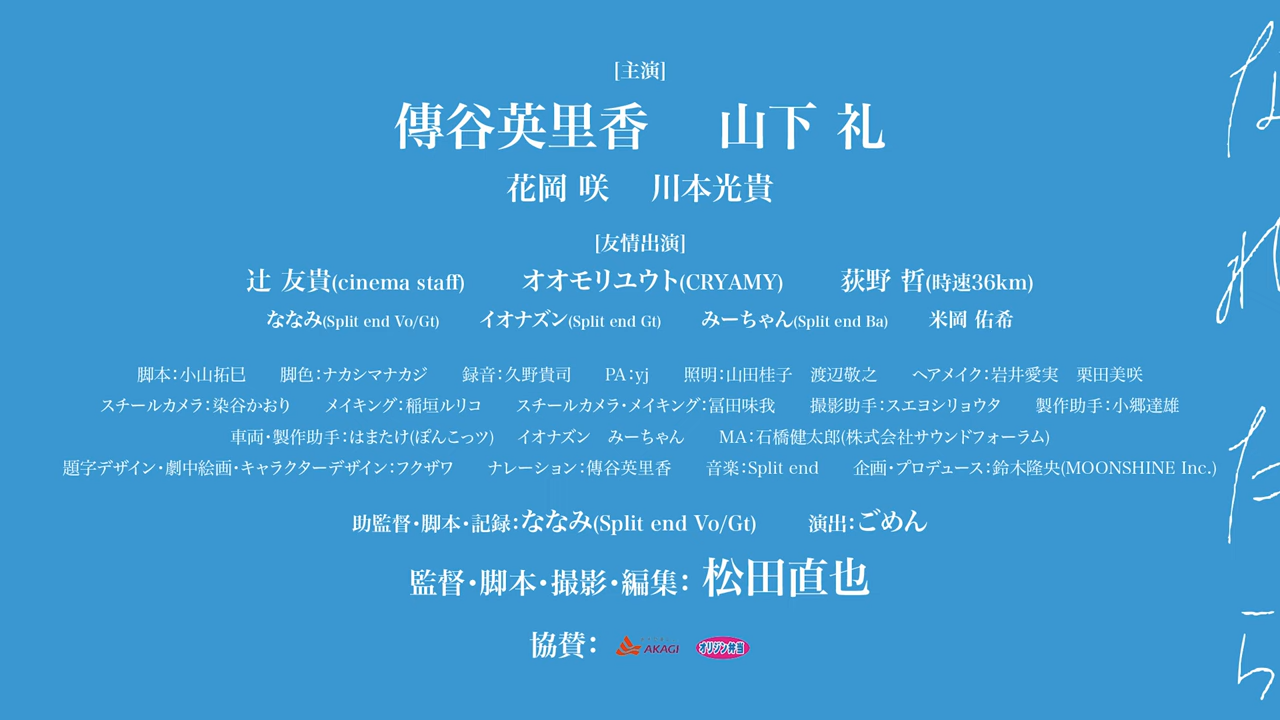 [主演]
傳谷英里香 山下 礼
花岡 咲 川本光貴
[友情出演]
辻 友貴(cinema staff) オオモリユウト(CRYAMY) 荻野 哲(時速36km)
ななみ(Split end Vo/Gt) イオナズン(Split end Gt) みーちゃん(Split end Ba) 米岡 佑希
脚本:小山拓巳 脚色:ナカシマナカジ 録音:久野貴司 PA:yj 照明:山田桂子 渡辺敬之 ヘアメイク:岩井愛実 栗田美咲
スチールカメラ:染谷かおり メイキング:稲垣ルリコ スチールカメラ・メイキング:冨田味我 撮影助手:スエヨシリョウタ 製作助手:小郷達雄
車両・製作助手:はまたけ(ぽんこっツ) イオナズン みーちゃん MA:石橋健太郎(株式会社サウンドフォーラム)
題字デザイン・劇中絵画・キャラクターデザイン:フクザワ ナレーション:傳谷英里香 音楽:Split end 企画・プロデュース:鈴木隆央(MOONSHINE Inc.)
助監督・脚本・記録:ななみ(Split end Vo/Gt) 演出:ごめん
監督・脚本・撮影・編集: 松田直也
協賛: AKAGI オリジン弁当
なれたら